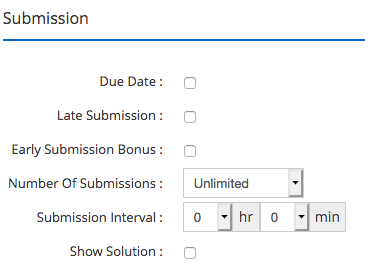 Submission
Due Date :
Late Submission :
Early Submission Bonus :
Number Of Submissions : Unlimited
Submission Interval : 0 hr 0 min
Show Solution :